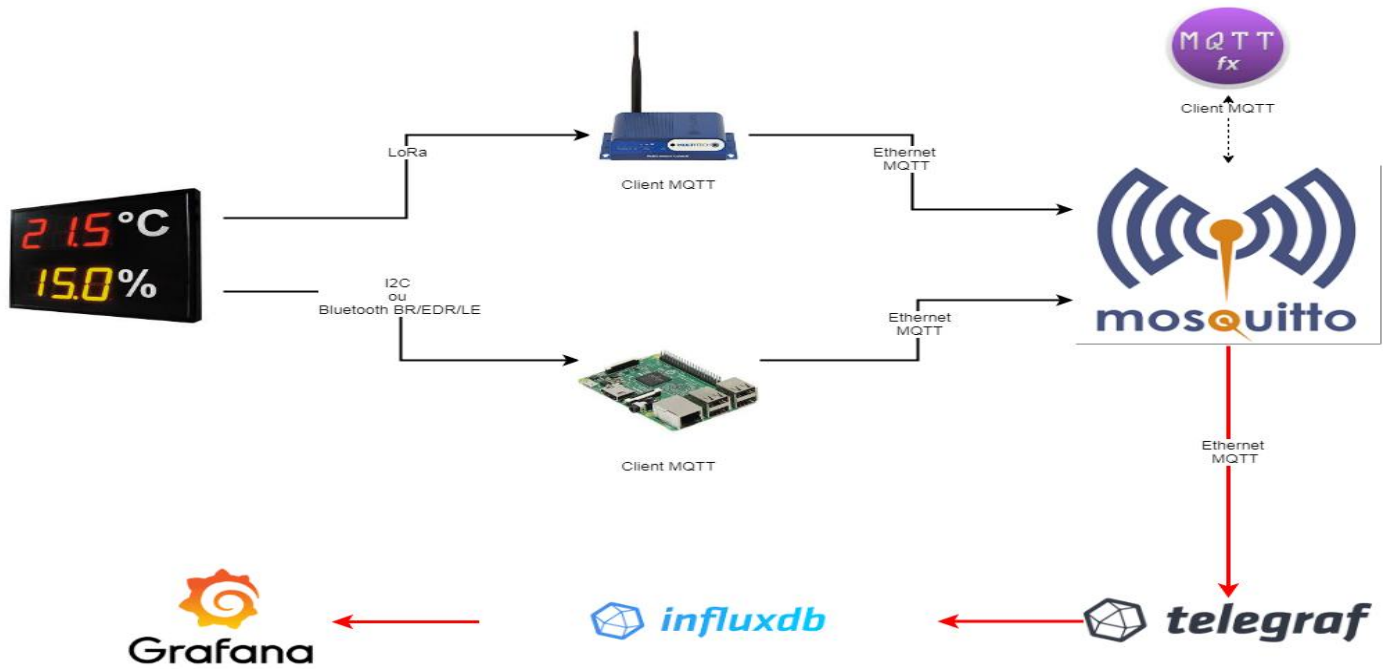 MQTT
fx
Client MQTT
LoRa
Ethernet
MQTT
Client MQTT
21.5 °C
15.0%
I2C
ou
Bluetooth BR/EDR/LE
Ethernet
MQTT
mosquitto
Client MQTT
Ethernet
MQTT
Grafana
influxdb
telegraf